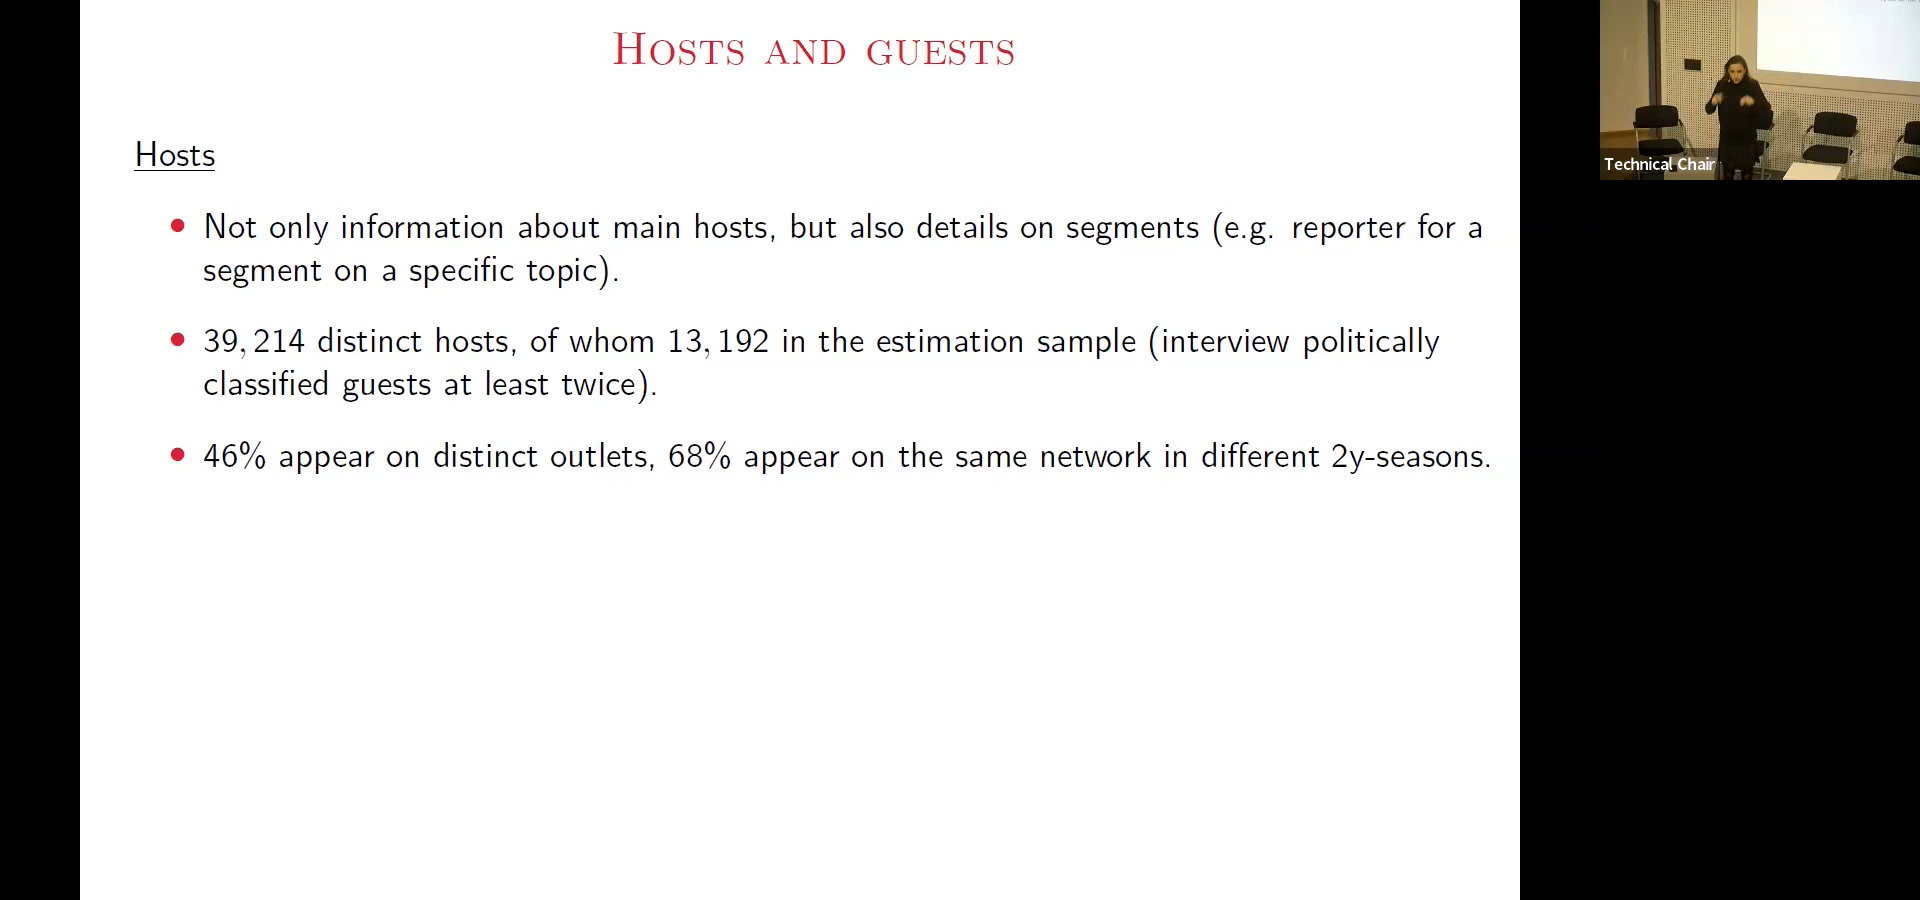 Hosts and guests
Hosts
• Not only information about main hosts, but also details on segments (e.g. reporter for a
segment on a specific topic).
• 39, 214 distinct hosts, of whom 13, 192 in the estimation sample (interview politically
classified guests at least twice).
• 46% appear on distinct outlets, 68% appear on the same network in different 2y-seasons.
Technical Chair